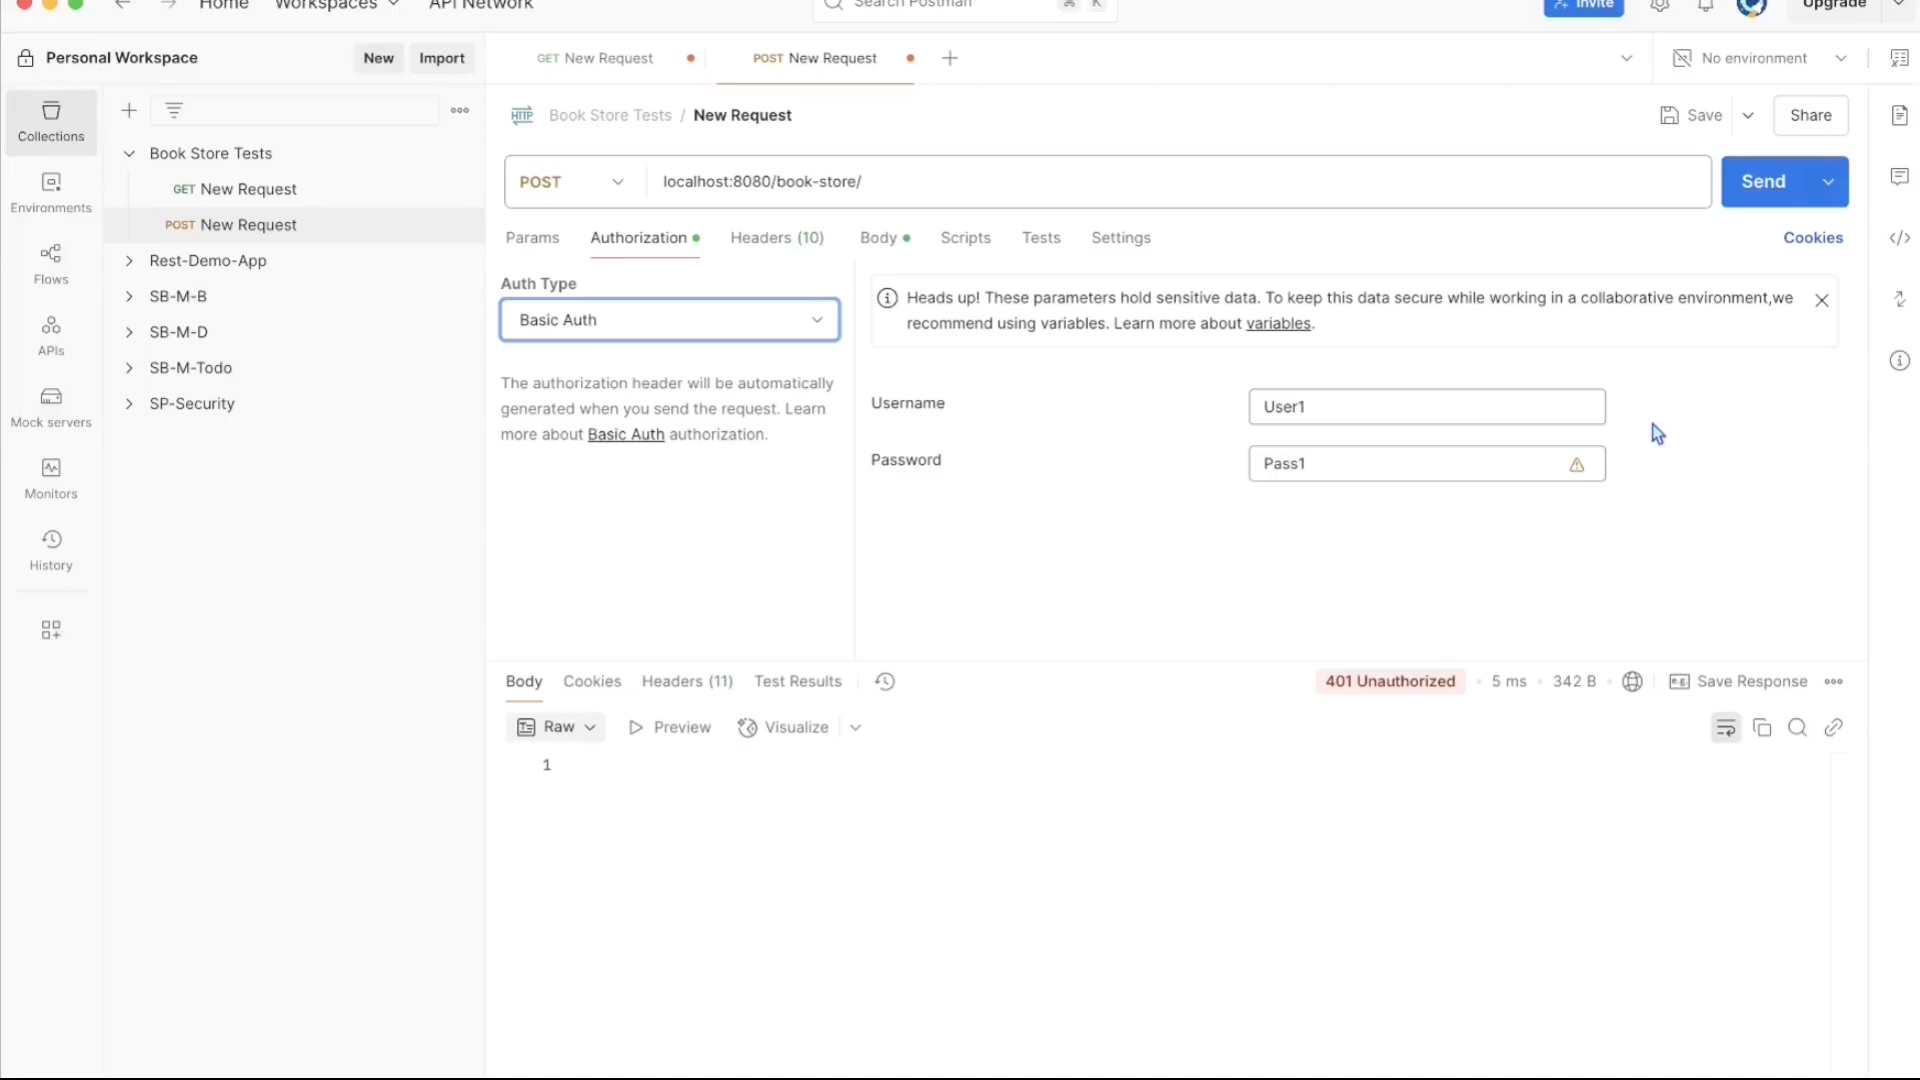 Home Workspaces API Network Search Postman ⌘ K Invite Upgrade
Personal Workspace New Import GET New Request POST New Request No environment
Collections
Environments
Flows
APIs
Mock servers
Monitors
History
Book Store Tests
GET New Request
POST New Request
Rest-Demo-App
SB-M-B
SB-M-D
SB-M-Todo
SP-Security
HTTP Book Store Tests / New Request Save Share
POST localhost:8080/book-store/ Send
Params Authorization Headers (10) Body Scripts Tests Settings Cookies
Auth Type
Basic Auth
The authorization header will be automatically
generated when you send the request. Learn
more about Basic Auth authorization.
Heads up! These parameters hold sensitive data. To keep this data secure while working in a collaborative environment,we
recommend using variables. Learn more about variables.
Username User1
Password Pass1
Body Cookies Headers (11) Test Results 401 Unauthorized • 5 ms • 342 B e.g. Save Response
Raw Preview Visualize
1